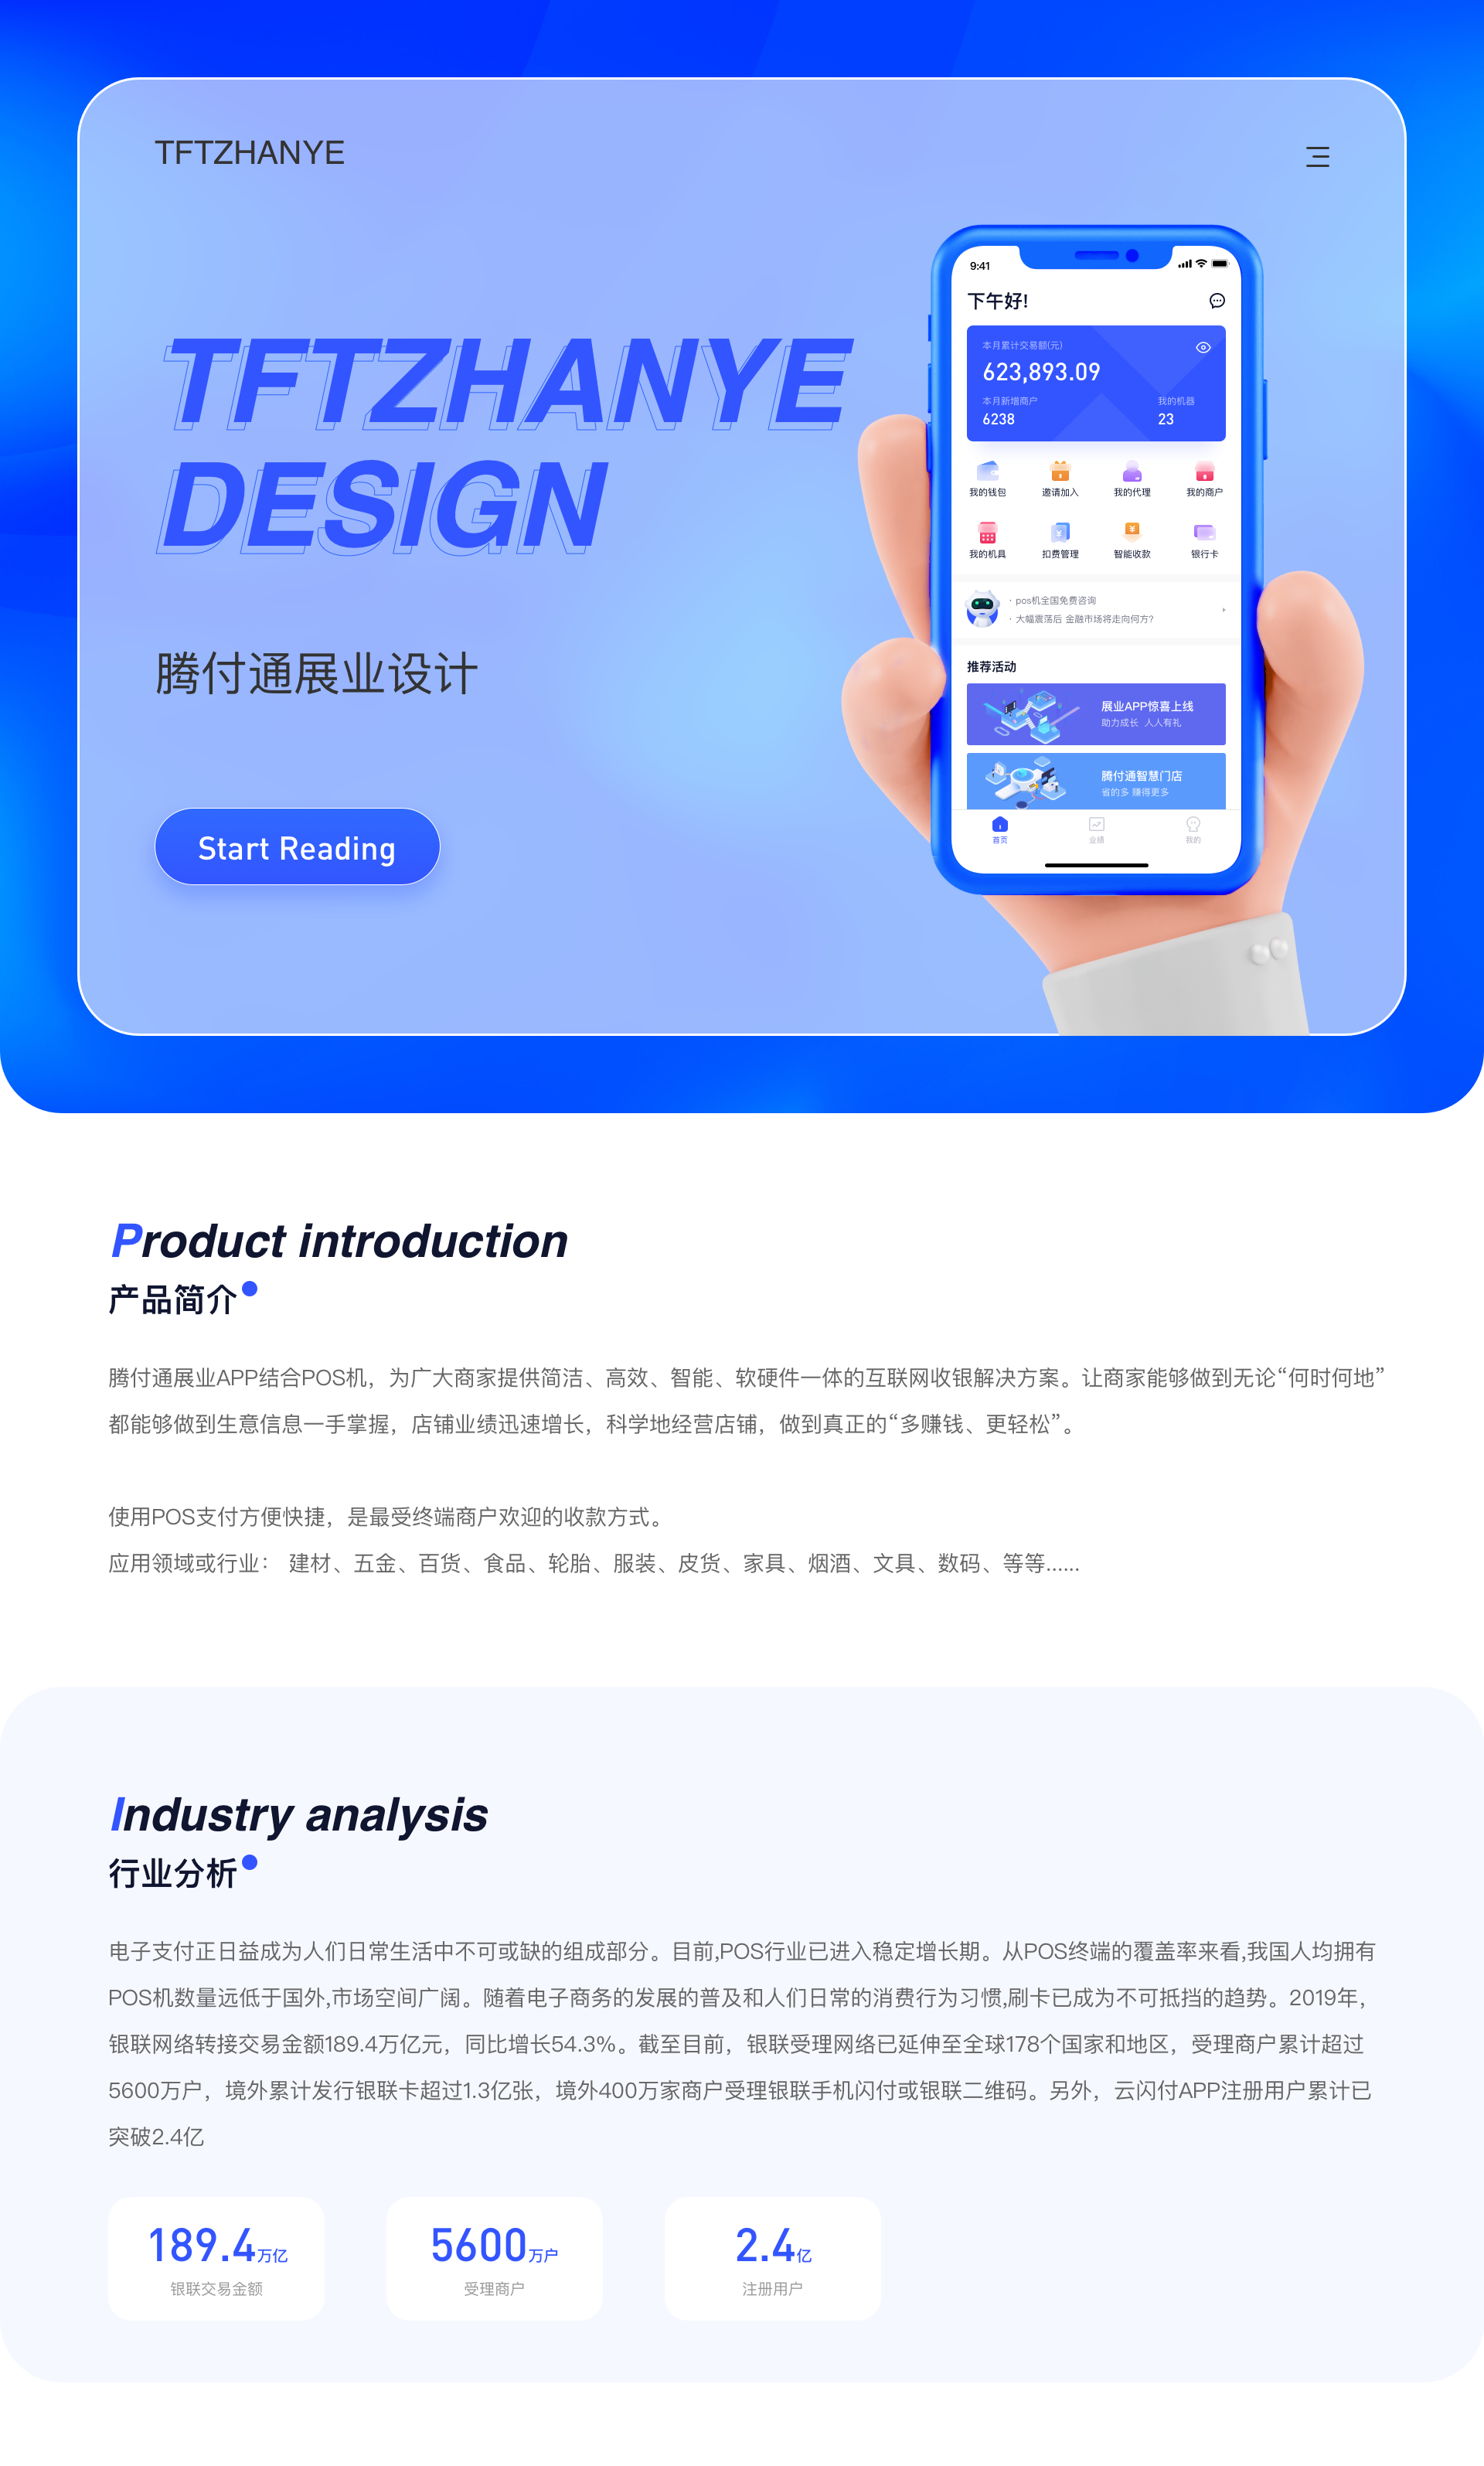 TFTZHANYE
TFTZHANYE
DESIGN
腾付通展业设计
Start Reading
9:41
下午好!
本月累计交易额(元)
623,893.09
本月新增商户 我的机器
6238 23
我的钱包 邀请加入 我的代理 我的商户
我的机具 扣费管理 智能收款 银行卡
· pos机全国免费咨询
· 大幅震荡后 金融市场将走向何方?
推荐活动
展业APP惊喜上线
助力成长 人人有礼
腾付通智慧门店
省的多 赚得更多
首页 业绩 我的
Product introduction
产品简介
腾付通展业APP结合POS机，为广大商家提供简洁、高效、智能、软硬件一体的互联网收银解决方案。让商家能够做到无论“何时何地”
都能够做到生意信息一手掌握，店铺业绩迅速增长，科学地经营店铺，做到真正的“多赚钱、更轻松”。
使用POS支付方便快捷，是最受终端商户欢迎的收款方式。
应用领域或行业： 建材、五金、百货、食品、轮胎、服装、皮货、家具、烟酒、文具、数码、等等......
Industry analysis
行业分析
电子支付正日益成为人们日常生活中不可或缺的组成部分。目前,POS行业已进入稳定增长期。从POS终端的覆盖率来看,我国人均拥有
POS机数量远低于国外,市场空间广阔。随着电子商务的发展的普及和人们日常的消费行为习惯,刷卡已成为不可抵挡的趋势。2019年，
银联网络转接交易金额189.4万亿元，同比增长54.3%。截至目前，银联受理网络已延伸至全球178个国家和地区，受理商户累计超过
5600万户，境外累计发行银联卡超过1.3亿张，境外400万家商户受理银联手机闪付或银联二维码。另外，云闪付APP注册用户累计已
突破2.4亿
189.4万亿 5600万户 2.4亿
银联交易金额 受理商户 注册用户